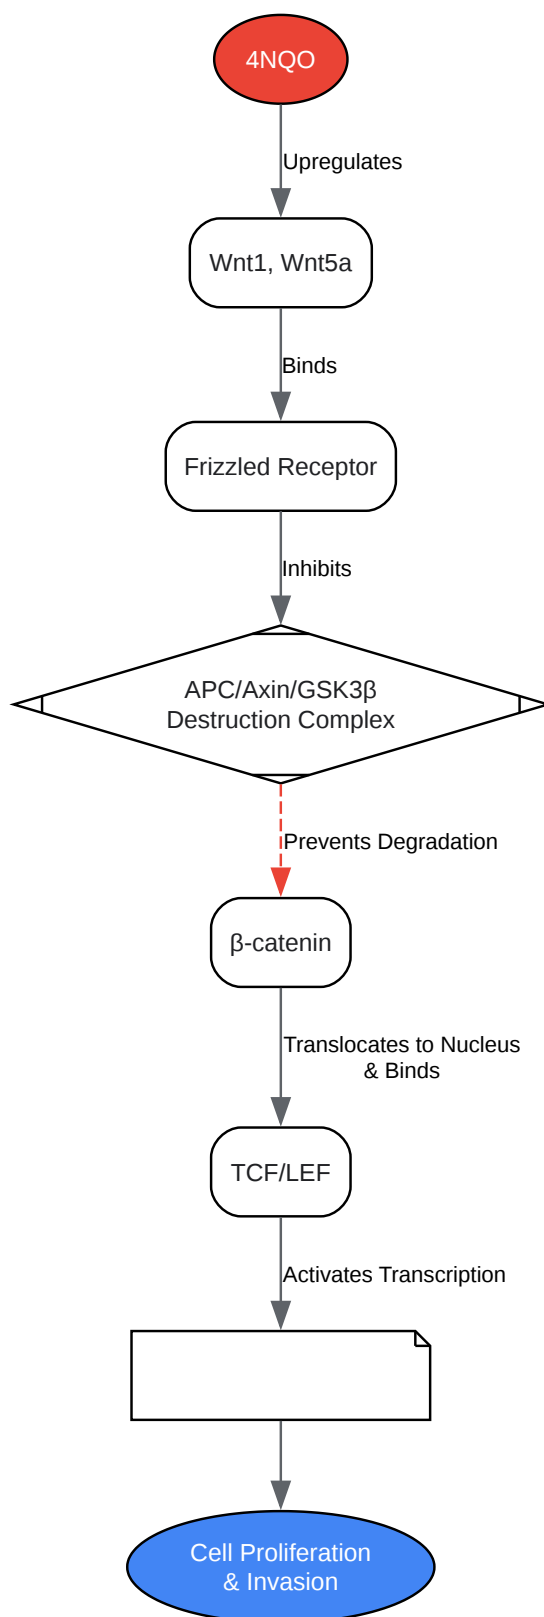 4NQO
Upregulates
Wnt1, Wnt5a
Binds
Frizzled Receptor
Inhibits
APC/Axin/GSK3β
Destruction Complex
Prevents Degradation
β-catenin
Translocates to Nucleus
& Binds
TCF/LEF
Activates Transcription
Cell Proliferation
& Invasion